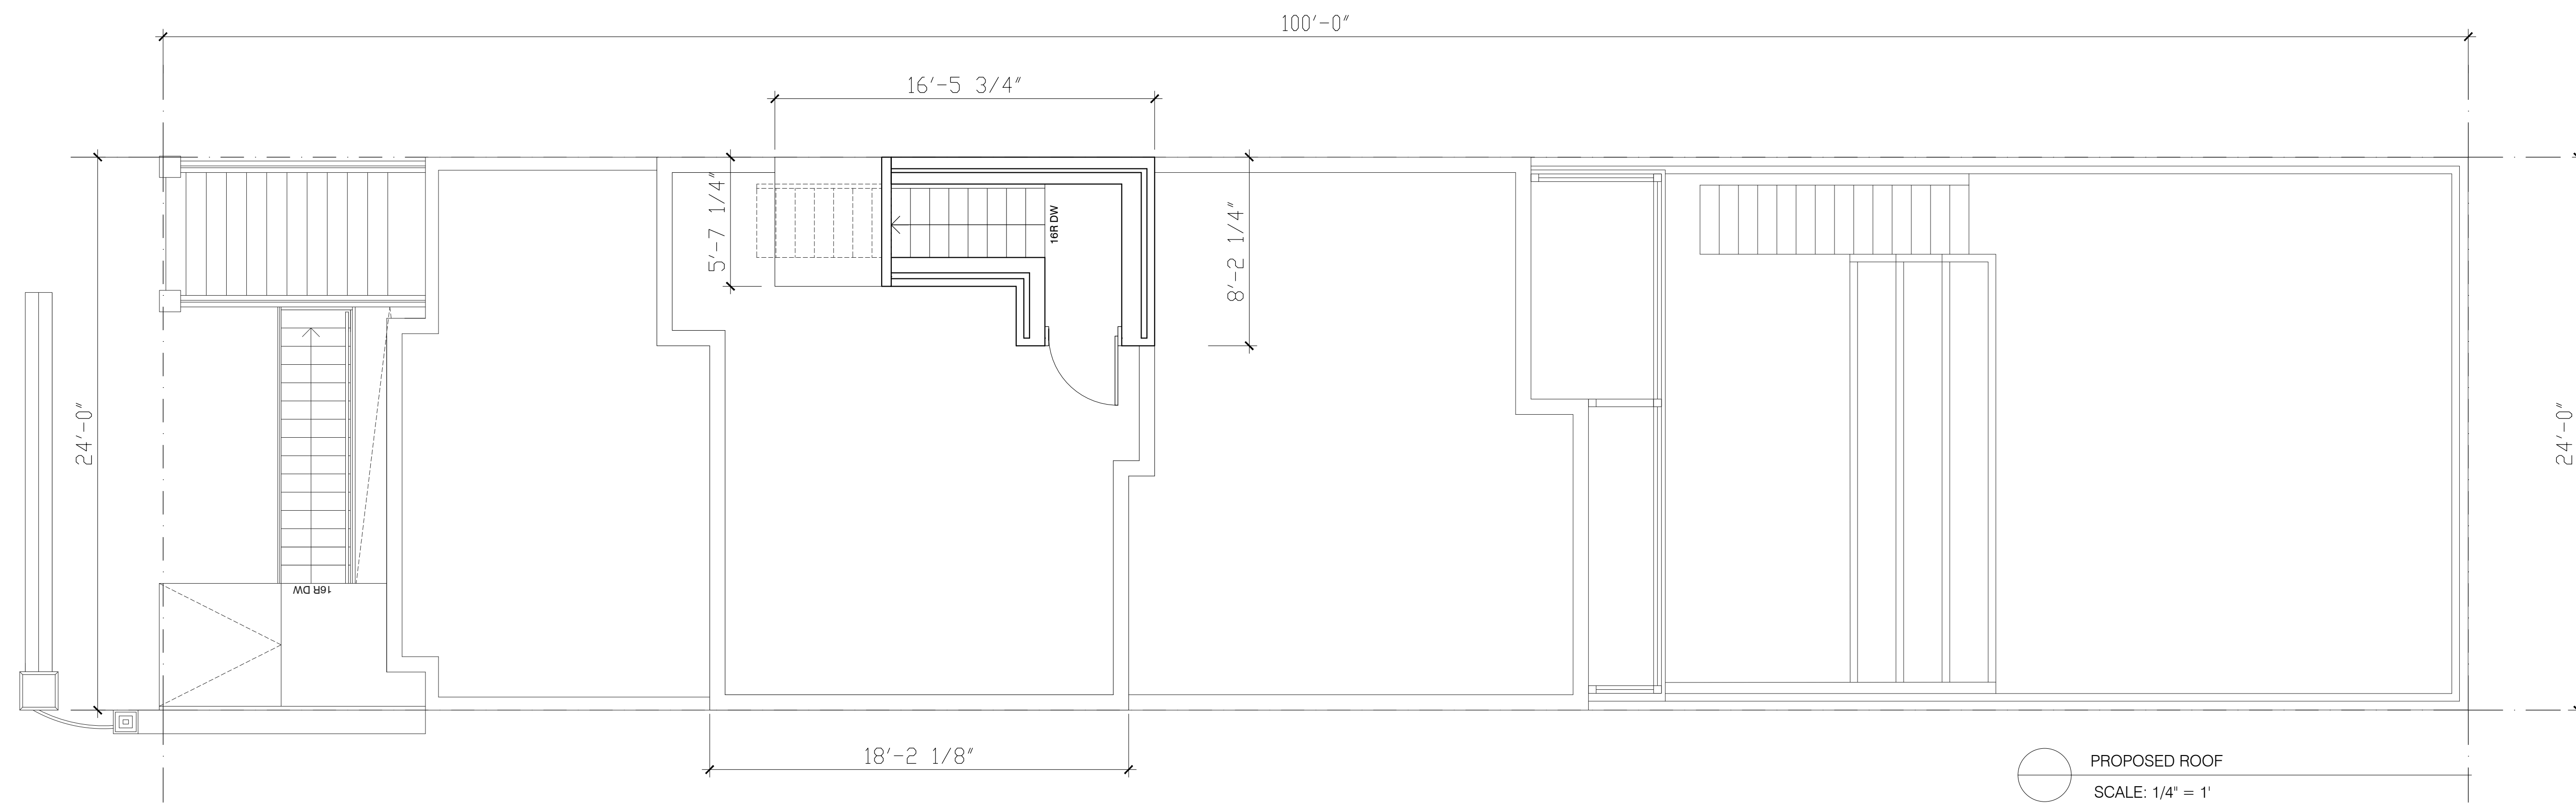 100'-0"
16'-5 3/4"
5'-7 1/4"
8'-2 1/4"
16R DW
24'-0"
24'-0"
16R DW
18'-2 1/8"
PROPOSED ROOF
SCALE: 1/4" = 1'